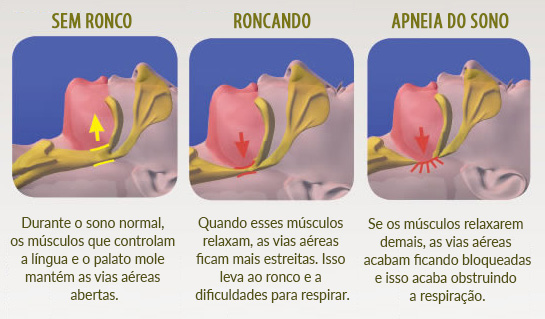 SEM RONCO
Durante o sono normal,
os músculos que controlam
a língua e o palato mole
mantém as vias aéreas
abertas.
RONCANDO
Quando esses músculos
relaxam, as vias aéreas
ficam mais estreitas. Isso
leva ao ronco e a
dificuldades para respirar.
APNEIA DO SONO
Se os músculos relaxarem
demais, as vias aéreas
acabam ficando bloqueadas
e isso acaba obstruindo
a respiração.